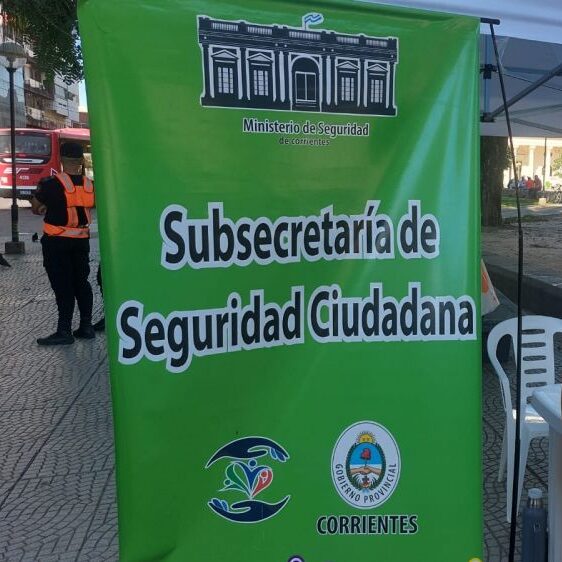 Ministerio de Seguridad
de corrientes
Subsecretaría de
Seguridad Ciudadana
GOBIERNO PROVINCIAL
CORRIENTES